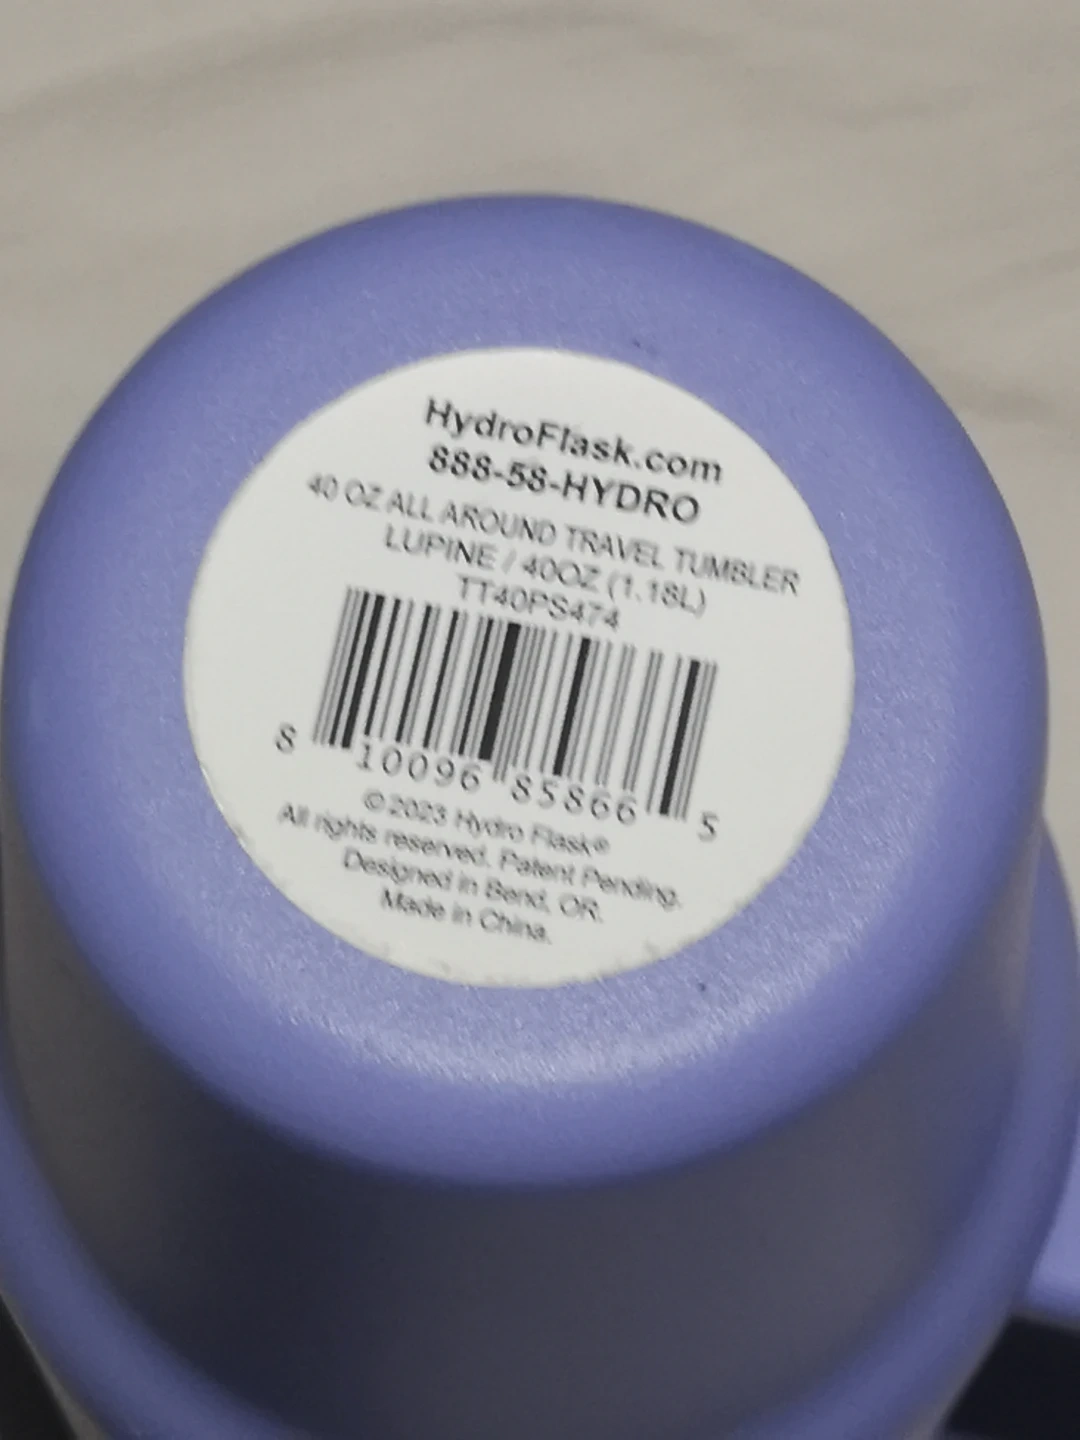 HydroFlask.com
888-58-HYDRO
40 OZ ALL AROUND TRAVEL TUMBLER
LUPINE / 40OZ (1.18L)
TT40PS474
8 10096 85866 5
© 2023 Hydro Flask®
All rights reserved. Patent Pending.
Designed in Bend, OR.
Made in China.